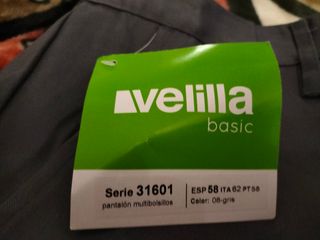 velilla
basic
Serie 31601
pantalón multibolsillos
ESP 58 ITA 62 PT 58
Color: 08-gris